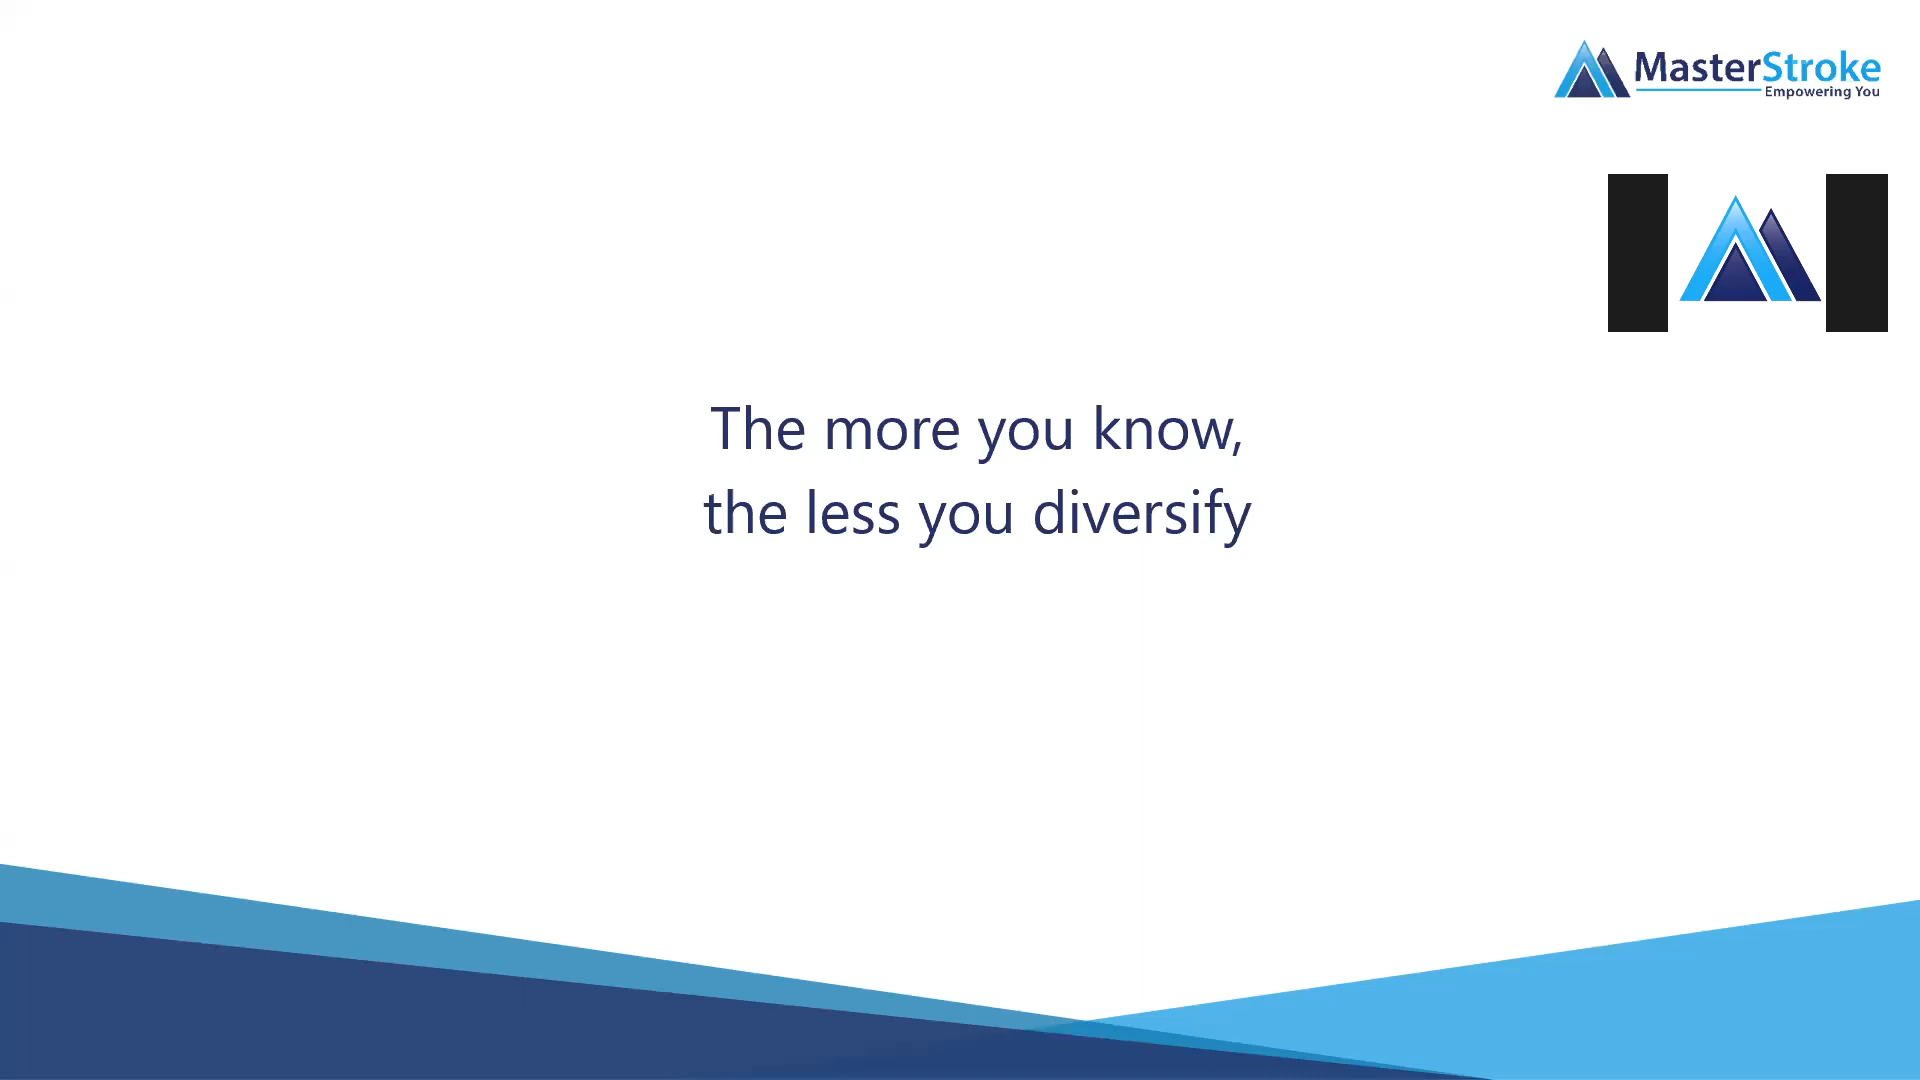 MasterStroke
Empowering You
The more you know,
the less you diversify